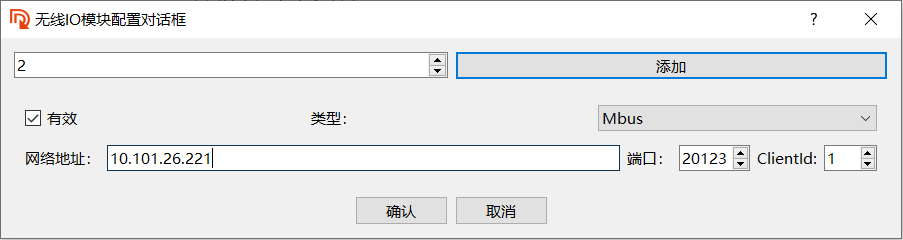 无线IO模块配置对话框
2 添加
有效 类型: Mbus
网络地址: 10.101.26.221 端口: 20123 ClientId: 1
确认 取消